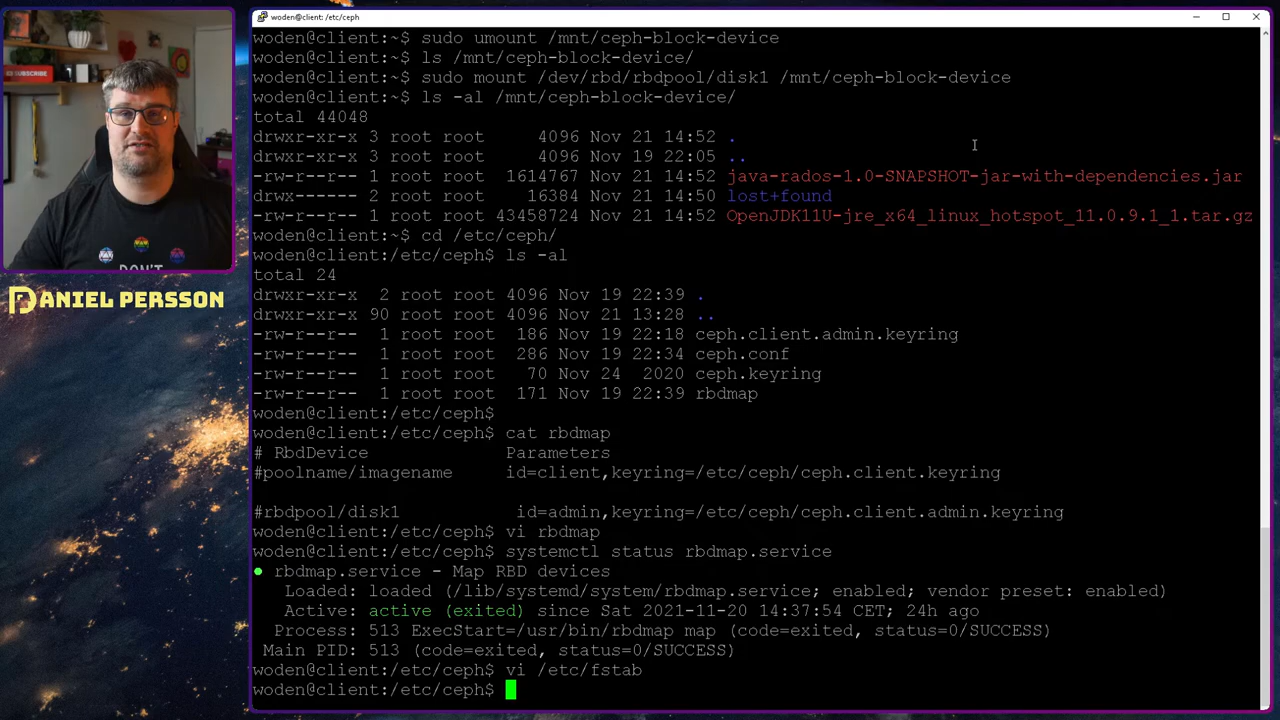 woden@client: /etc/ceph
woden@client:~$ sudo umount /mnt/ceph-block-device
woden@client:~$ ls /mnt/ceph-block-device/
woden@client:~$ sudo mount /dev/rbd/rbdpool/disk1 /mnt/ceph-block-device
woden@client:~$ ls -al /mnt/ceph-block-device/
total 44048
drwxr-xr-x 3 root root     4096 Nov 21 14:52 .
drwxr-xr-x 3 root root     4096 Nov 19 22:05 ..
-rw-r--r-- 1 root root  1614767 Nov 21 14:52 java-rados-1.0-SNAPSHOT-jar-with-dependencies.jar
drwx------ 2 root root    16384 Nov 21 14:50 lost+found
-rw-r--r-- 1 root root 43458724 Nov 21 14:52 OpenJDK11U-jre_x64_linux_hotspot_11.0.9.1_1.tar.gz
woden@client:~$ cd /etc/ceph/
woden@client:/etc/ceph$ ls -al
total 24
drwxr-xr-x  2 root root 4096 Nov 19 22:39 .
drwxr-xr-x 90 root root 4096 Nov 21 13:28 ..
-rw-r--r--  1 root root  186 Nov 19 22:18 ceph.client.admin.keyring
-rw-r--r--  1 root root  286 Nov 19 22:34 ceph.conf
-rw-r--r--  1 root root   70 Nov 24  2020 ceph.keyring
-rw-r--r--  1 root root  171 Nov 19 22:39 rbdmap
woden@client:/etc/ceph$
woden@client:/etc/ceph$ cat rbdmap
# RbdDevice             Parameters
#poolname/imagename     id=client,keyring=/etc/ceph/ceph.client.keyring
#rbdpool/disk1           id=admin,keyring=/etc/ceph/ceph.client.admin.keyring
woden@client:/etc/ceph$ vi rbdmap
woden@client:/etc/ceph$ systemctl status rbdmap.service
● rbdmap.service - Map RBD devices
   Loaded: loaded (/lib/systemd/system/rbdmap.service; enabled; vendor preset: enabled)
   Active: active (exited) since Sat 2021-11-20 14:37:54 CET; 24h ago
  Process: 513 ExecStart=/usr/bin/rbdmap map (code=exited, status=0/SUCCESS)
 Main PID: 513 (code=exited, status=0/SUCCESS)
woden@client:/etc/ceph$ vi /etc/fstab
woden@client:/etc/ceph$
SUBSCRIBE
DON'T
DANIEL PERSSON